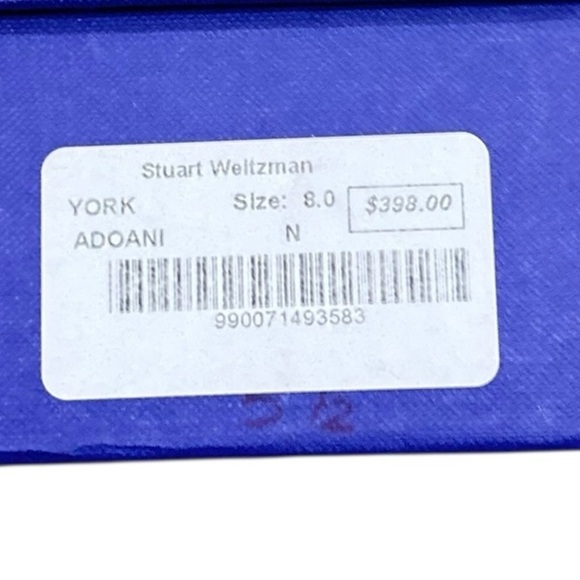 Stuart Weitzman
YORK Size: 8.0 $398.00
ADOANI N
990071493583